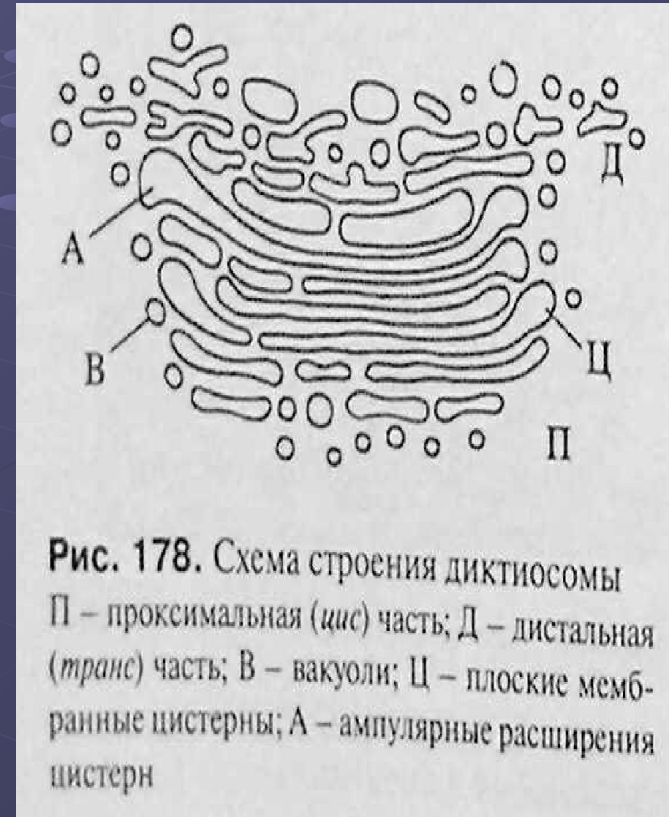 Д
А
В
Ц
П
Рис. 178. Схема строения диктиосомы
П – проксимальная (цис) часть; Д – дистальная
(транс) часть; В – вакуоли; Ц – плоские мемб-
ранные цистерны; А – ампулярные расширения
цистерн